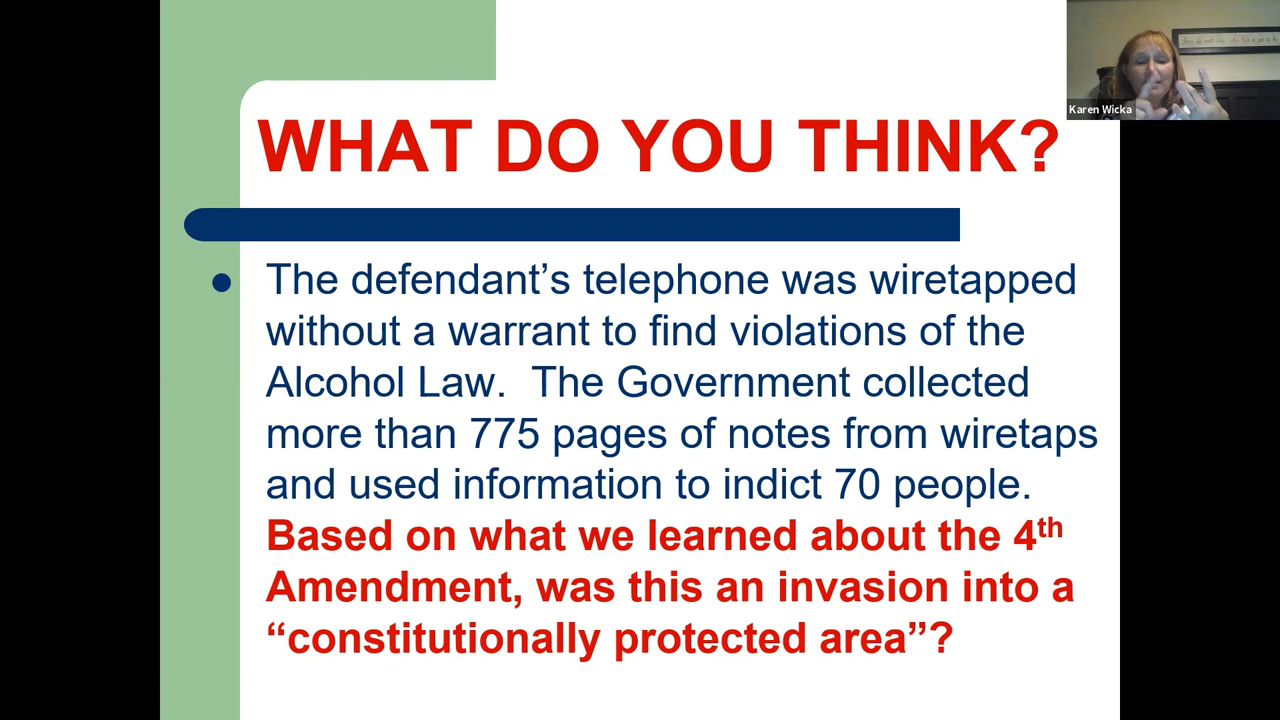 WHAT DO YOU THINK?
Karen Wicka
● The defendant’s telephone was wiretapped
without a warrant to find violations of the
Alcohol Law.  The Government collected
more than 775 pages of notes from wiretaps
and used information to indict 70 people.
Based on what we learned about the 4th
Amendment, was this an invasion into a
“constitutionally protected area”?